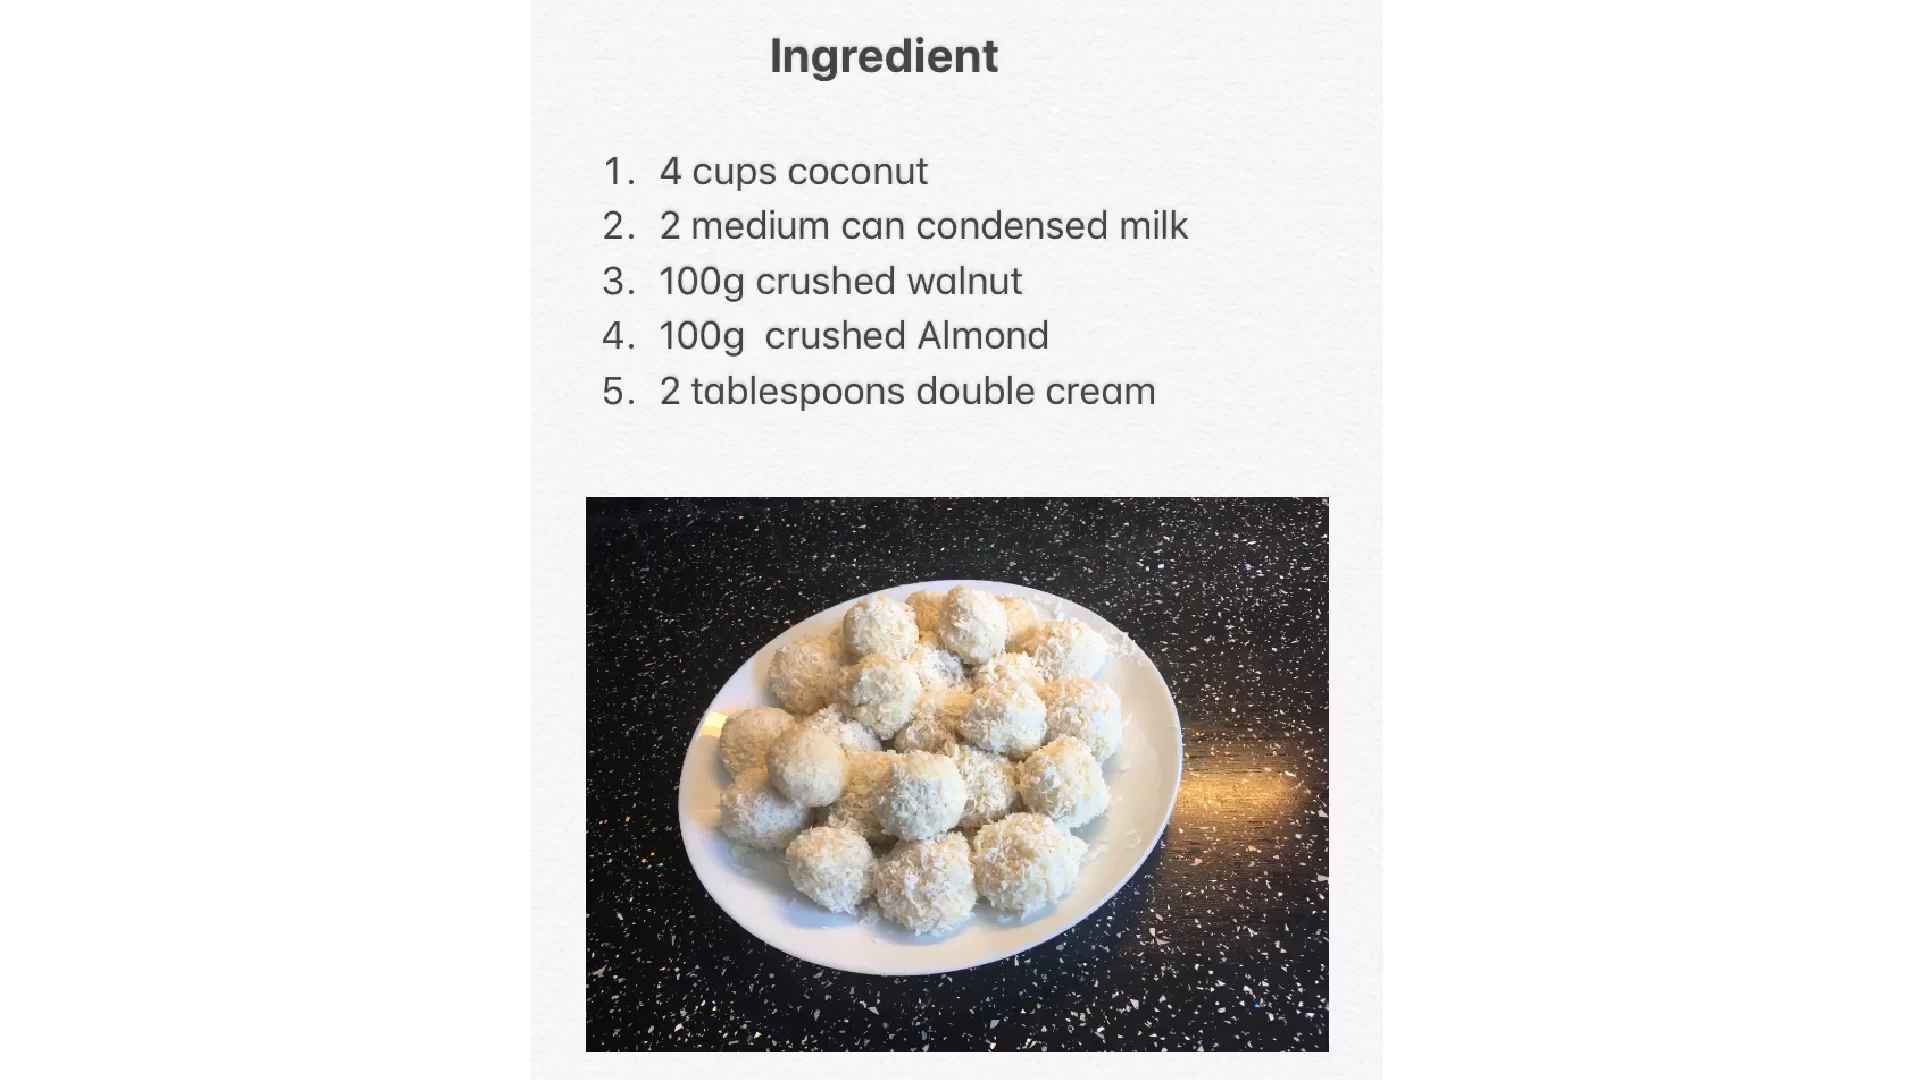 Ingredient
1. 4 cups coconut
2. 2 medium can condensed milk
3. 100g crushed walnut
4. 100g  crushed Almond
5. 2 tablespoons double cream